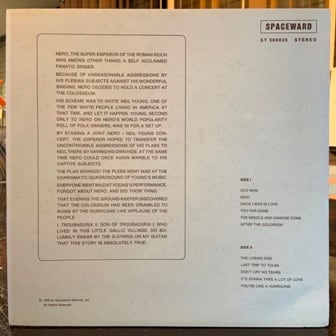 SPACEWARD
ST 500035 STEREO
NERO, THE SUPER-EMPEROR OF THE ROMAN REICH
WAS AMONG OTHER THINGS A SELF ACCLAIMED
FANATIC SINGER.
BECAUSE OF UNREASONABLE AGGRESSIONS BY
HIS PLEBIAN SUBJECTS AGAINST HIS WONDERFUL
SINGING, NERO DECIDED TO HOLD A CONCERT AT
THE COLOSSEUM.
HIS SCHEME WAS TO INVITE NEIL YOUNG, ONE OF
THE FEW WHITE PEOPLE LIVING IN AMERICA AT
THAT TIME, AND LET IT HAPPEN. YOUNG, SECOND
ONLY TO NERO ON NERO'S WORLD POPULARITY
POLL OF FOLK SINGERS, WAS IN FOR A SET UP.
BY STAGING A JOINT NERO – NEIL YOUNG CON-
CERT, THE EMPEROR HOPED TO TRANSFER THE
UNCONTROABLE AGGRESSIONS OF HIS PLEBS TO
NEIL THERE BY SAVING HIS OWN HIDE. AT THE SAME
TIME NERO COULD ONCE AGAIN WARBLE TO HIS
CAPTIVE SUBJECTS.
THE PLAN WORKED! THE PLEBS WENT MAD AT THE
CHARISMATIC QUADROSOUND OF YOUNG'S MUSIC.
EVERYONE WENT WILD AT YOUNG'S PERFORMANCE,
FORGOT ABOUT NERO, AND DID THEIR THING.
THAT EVENING THE GROUND-KEEPER DISCOVERED
THAT THE COLOSSEUM HAD BEEN CRUMBLED TO
RUINS BY THE HURRICANE LIKE APPLAUSE OF THE
PEOPLE.
I, TROUBADURIX II, SON OF TROUBADURIX I, WHO
LIVED IN THIS LITTLE GALLIC VILLAGE, DO SO-
LEMNLY SWEAR BY THE G-STRING ON MY GUITAR
THAT THIS STORY IS ABSOLUTELY TRUE.
SIDE I
OLD MAN
HEAVEN
ONCE I WAS IN LOVE
TOO FAR GONE
THE NEEDLE AND DAMAGE DONE
AFTER THE GOLDRUSH
SIDE II
THE LOSING END
LAST TRIP TO TULSA
DON'T CRY NO TEARS
IT'S GONNA TAKE A LOT OF LOVE
YOU'RE LIKE A HURRICANE
by Spaceward Records, Inc.
All Rights Reserved.